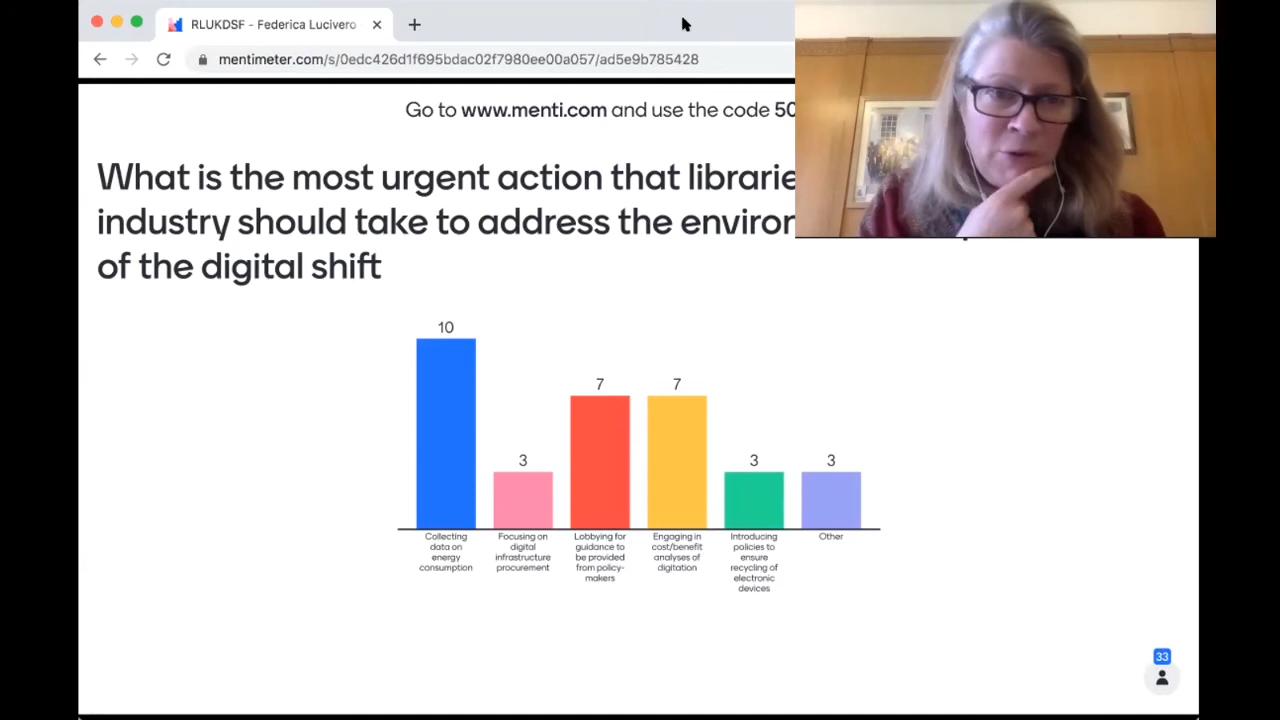 RLUKDSF - Federica Lucivero
mentimeter.com/s/0edc426d1f695bdac02f7980ee00a057/ad5e9b785428
Go to www.menti.com and use the code 50
What is the most urgent action that librarie
industry should take to address the environ
of the digital shift
10
3
7
7
3
3
Collecting
data on
energy
consumption
Focusing on
digital
infrastructure
procurement
Lobbying for
guidance to
be provided
from policy-
makers
Engaging in
cost/benefit
analyses of
digitation
Introducing
policies to
ensure
recycling of
electronic
devices
Other
33